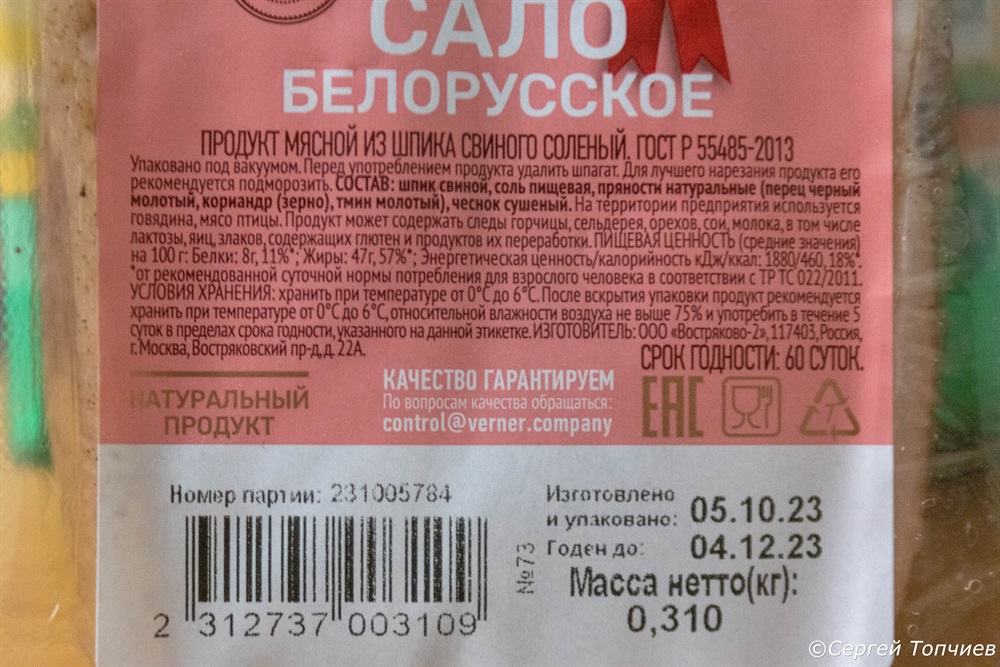 САЛО
БЕЛОРУССКОЕ
ПРОДУКТ МЯСНОЙ ИЗ ШПИКА СВИНОГО СОЛЕНЫЙ. ГОСТ Р 55485-2013
Упаковано под вакуумом. Перед употреблением продукта удалить шпагат. Для лучшего нарезания продукта его
рекомендуется подморозить. СОСТАВ: шпик свиной, соль пищевая, пряности натуральные (перец черный
молотый, кориандр (зерно), тмин молотый), чеснок сушеный. На территории предприятия используется
говядина, мясо птицы. Продукт может содержать следы горчицы, сельдерея, орехов, сои, молока, в том числе
лактозы, яиц, злаков, содержащих глютен и продуктов их переработки. ПИЩЕВАЯ ЦЕННОСТЬ (средние значения)
на 100 г: Белки: 8г, 11%*; Жиры: 47г, 57%*; Энергетическая ценность/калорийность кДж/ккал: 1880/460, 18%*.
*от рекомендованной суточной нормы потребления для взрослого человека в соответствии с ТР ТС 022/2011.
УСЛОВИЯ ХРАНЕНИЯ: хранить при температуре от 0°С до 6°С. После вскрытия упаковки продукт рекомендуется
хранить при температуре от 0°С до 6°С, относительной влажности воздуха не выше 75% и употребить в течение 5
суток в пределах срока годности, указанного на данной этикетке. ИЗГОТОВИТЕЛЬ: ООО «Востряково-2», 117403, Россия,
г. Москва, Востряковский пр-д, д. 22А.
СРОК ГОДНОСТИ: 60 СУТОК.
НАТУРАЛЬНЫЙ
ПРОДУКТ
КАЧЕСТВО ГАРАНТИРУЕМ
По вопросам качества обращаться:
control@verner.company
EAC
Номер партии: 231005784
2 312737 003109
№73
Изготовлено
и упаковано: 05.10.23
Годен до: 04.12.23
Масса нетто(кг):
0,310
©Сергей Топчиев